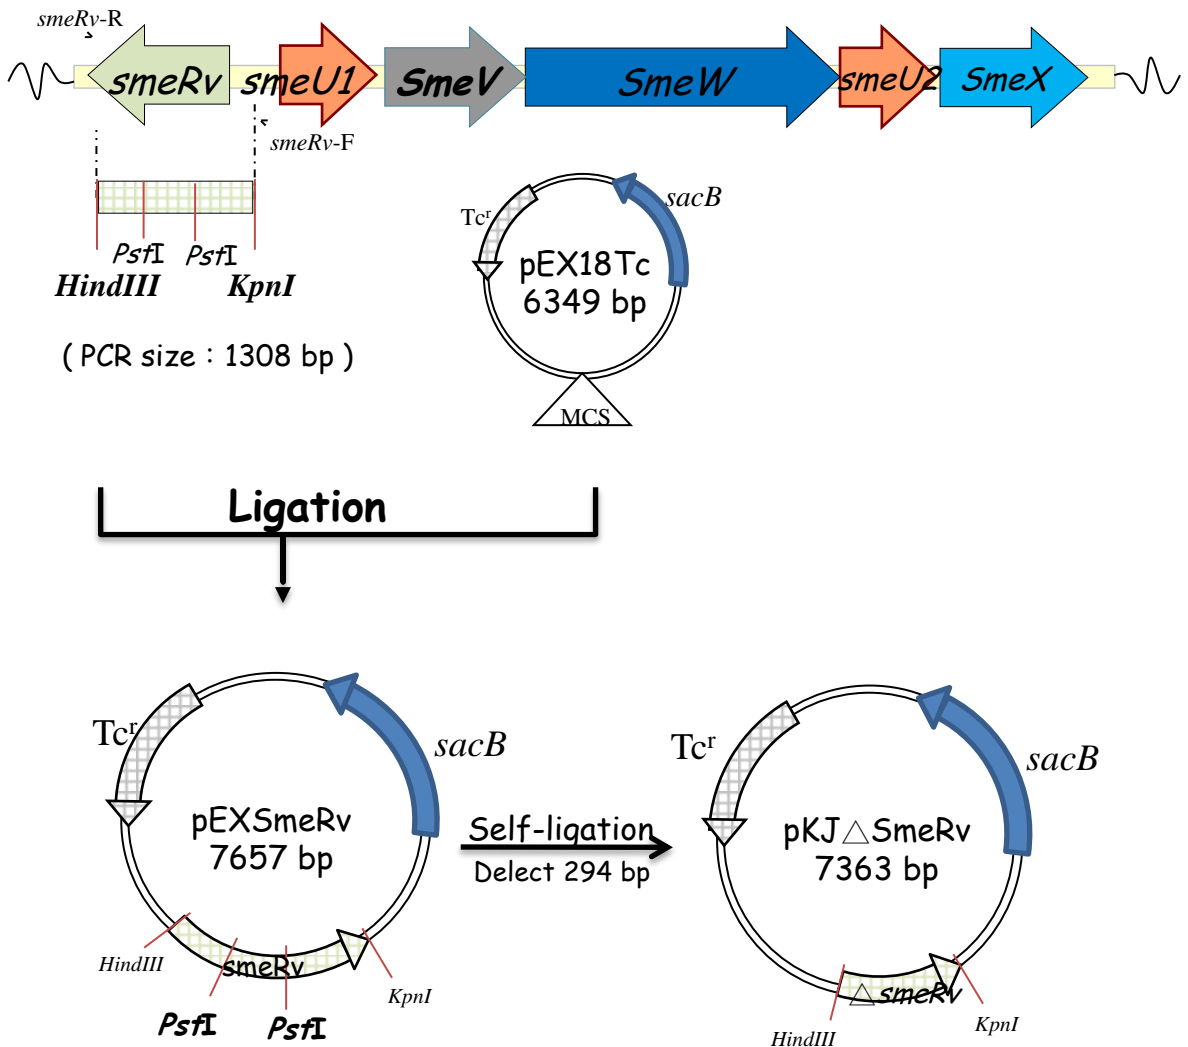 smeRv-R
smeRv
smeU1
SmeV
SmeW
smeU2
SmeX
smeRv-F
PstI
PstI
HindIII
KpnI
( PCR size : 1308 bp )
Tcʳ
sacB
pEX18Tc
6349 bp
MCS
Ligation
Tcʳ
sacB
pEXSmeRv
7657 bp
HindIII
smeRv
KpnI
PstI
PstI
Self-ligation
Delect 294 bp
Tcʳ
sacB
pKJ△SmeRv
7363 bp
△smeRv
HindIII
KpnI